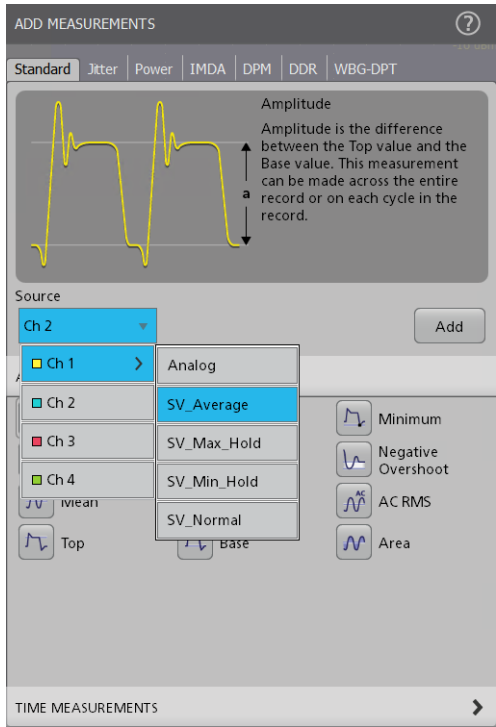 ADD MEASUREMENTS
?
Standard
Jitter
Power
IMDA
DPM
DDR
WBG-DPT
Amplitude
Amplitude is the difference
between the Top value and the
Base value. This measurement
can be made across the entire
record or on each cycle in the
record.
a
Source
Ch 2
Add
Ch 1
Ch 2
Ch 3
Ch 4
Analog
SV_Average
SV_Max_Hold
SV_Min_Hold
SV_Normal
Minimum
Negative
Overshoot
Mean
AC
AC RMS
Top
Base
Area
TIME MEASUREMENTS